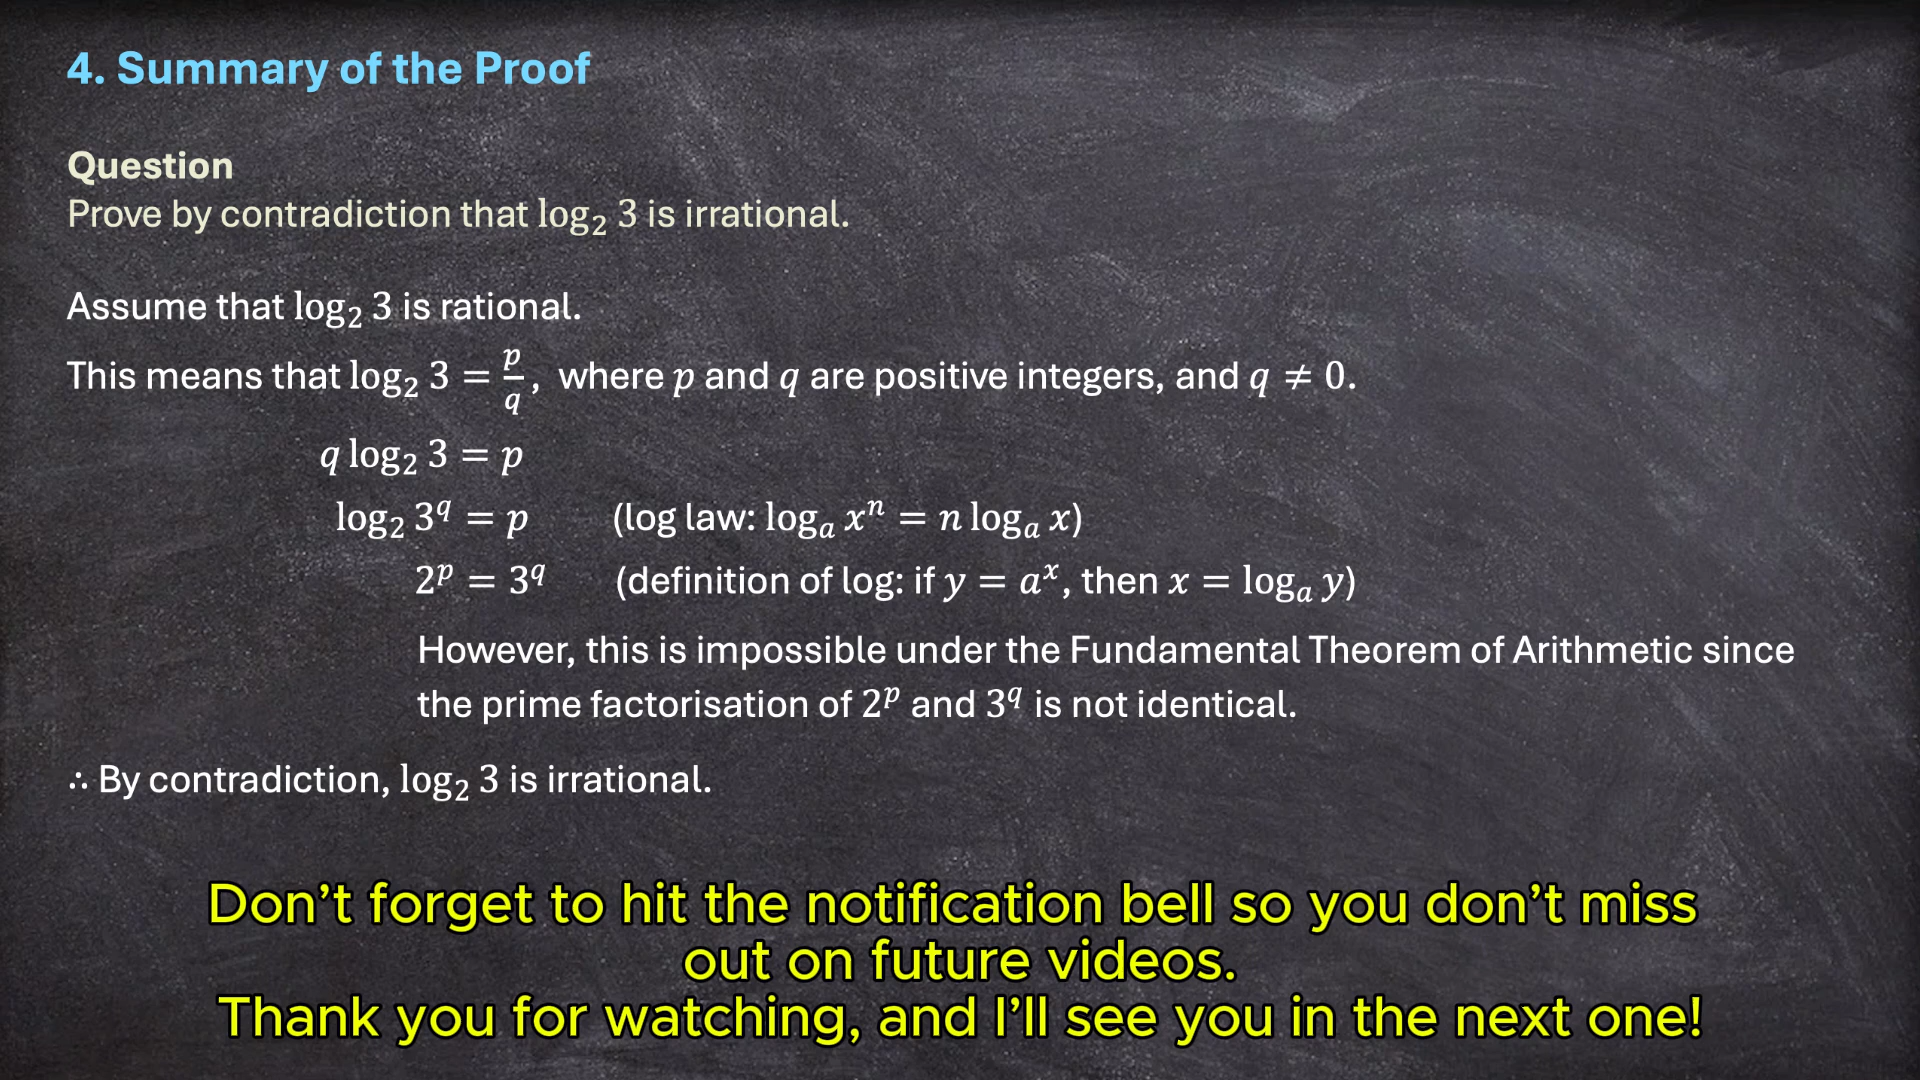 4. Summary of the Proof
Question
Prove by contradiction that log₂ 3 is irrational.
Assume that log₂ 3 is rational.
This means that log₂ 3 = p/q, where p and q are positive integers, and q ≠ 0.
q log₂ 3 = p
log₂ 3^q = p (log law: logₐ xⁿ = n logₐ x)
2^p = 3^q (definition of log: if y = aˣ, then x = logₐ y)
However, this is impossible under the Fundamental Theorem of Arithmetic since
the prime factorisation of 2^p and 3^q is not identical.
∴ By contradiction, log₂ 3 is irrational.
Don’t forget to hit the notification bell so you don’t miss
out on future videos.
Thank you for watching, and I’ll see you in the next one!